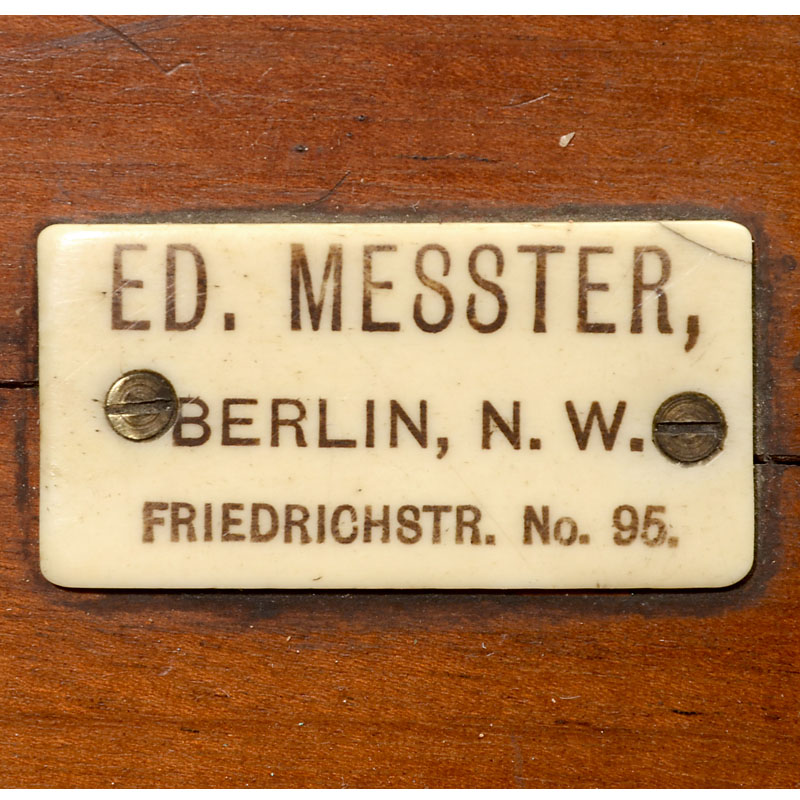 ED. MESSTER,
BERLIN, N. W.
FRIEDRICHSTR. No. 95.